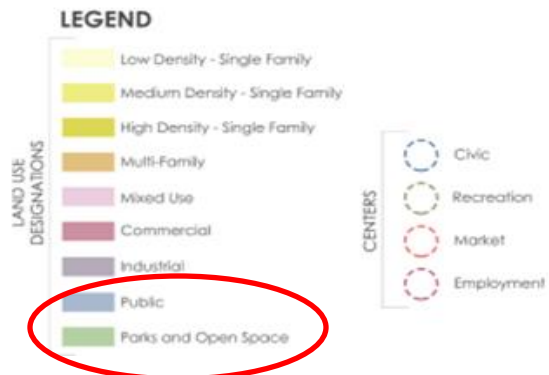 LEGEND
LAND USE
DESIGNATIONS
Low Density - Single Family
Medium Density - Single Family
High Density - Single Family
Multi-Family
Mixed Use
Commercial
Industrial
Public
Parks and Open Space
CENTERS
Civic
Recreation
Market
Employment